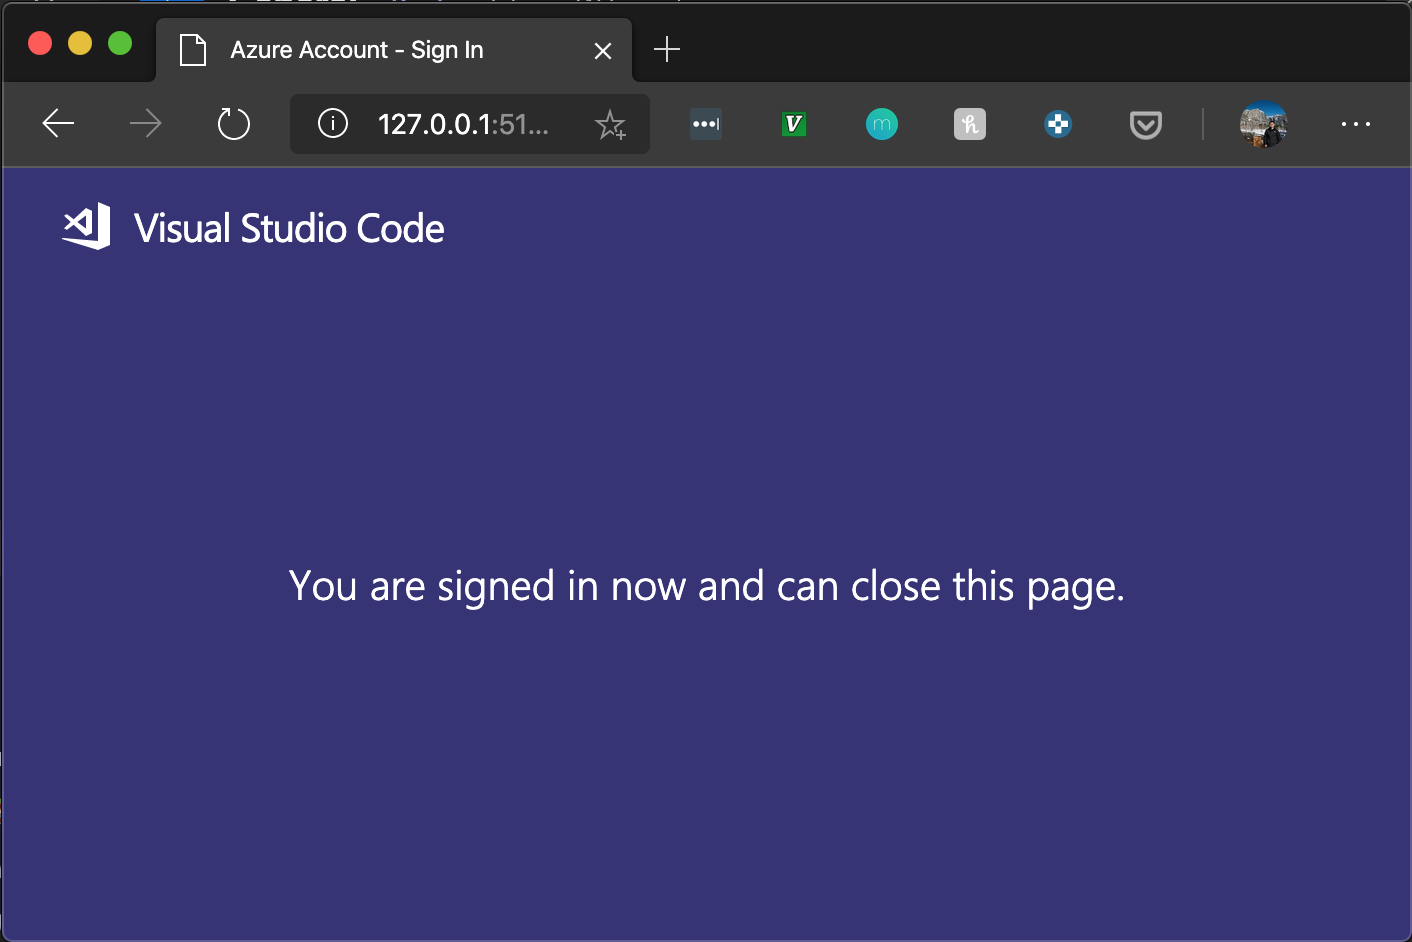 Azure Account - Sign In
127.0.0.1:51...
V
m
h
Visual Studio Code
You are signed in now and can close this page.